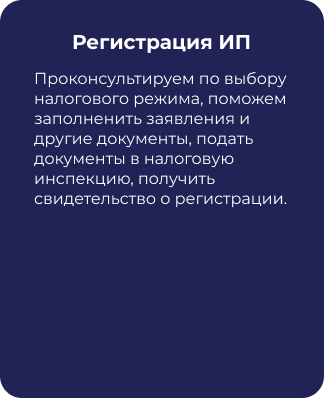 Регистрация ИП
Проконсультируем по выбору
налогового режима, поможем
заполненить заявления и
другие документы, подать
документы в налоговую
инспекцию, получить
свидетельство о регистрации.